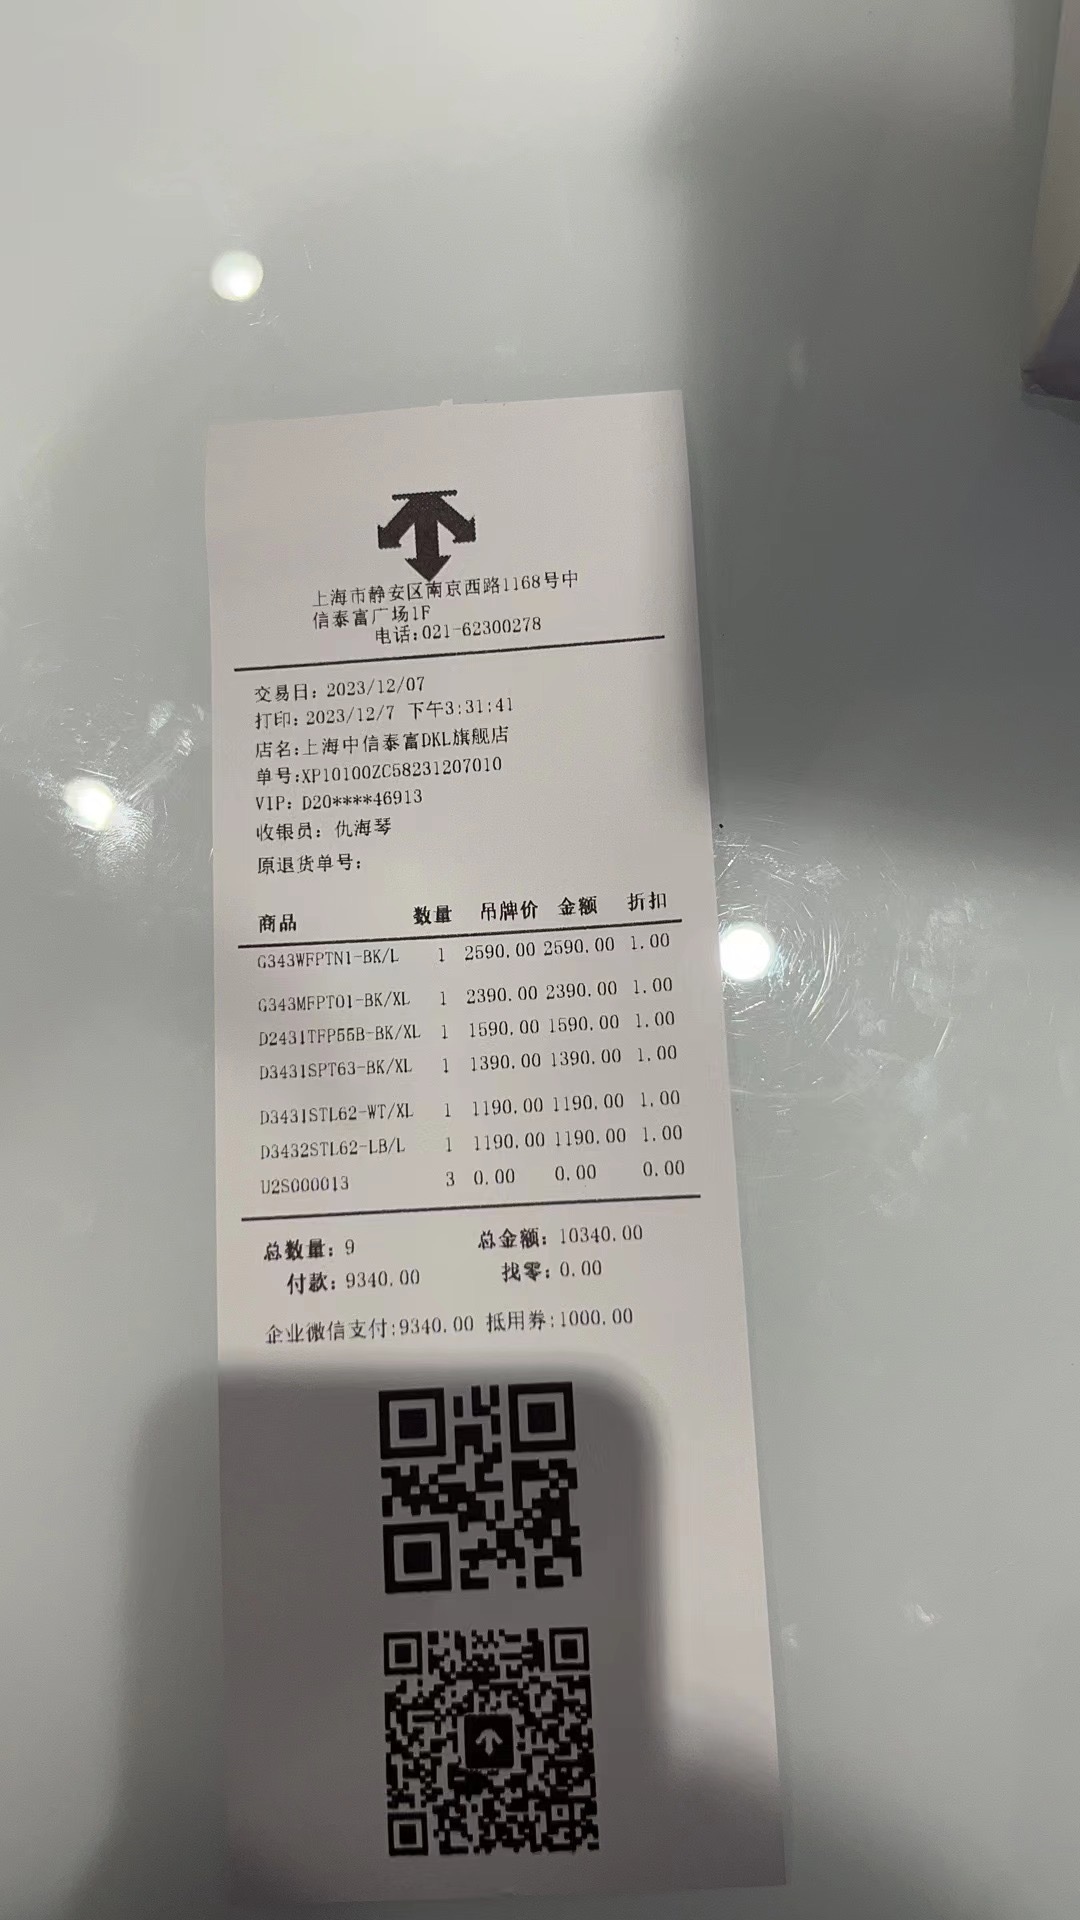 上海市静安区南京西路1168号中
信泰富广场1F
电话:021-62300278
交易日: 2023/12/07
打印: 2023/12/7 下午3:31:41
店名:上海中信泰富DKL旗舰店
单号:XP10100ZC58231207010
VIP: D20****46913
收银员: 仇海琴
原退货单号:
商品 数量 吊牌价 金额 折扣
G343WFPTN1-BK/L 1 2590.00 2590.00 1.00
G343MFPT01-BK/XL 1 2390.00 2390.00 1.00
D2431TFP55B-BK/XL 1 1590.00 1590.00 1.00
D3431SPT63-BK/XL 1 1390.00 1390.00 1.00
D3431STL62-WT/XL 1 1190.00 1190.00 1.00
D3432STL62-LB/L 1 1190.00 1190.00 1.00
U2S000013 3 0.00 0.00 0.00
总数量: 9 总金额: 10340.00
付款: 9340.00 找零: 0.00
企业微信支付:9340.00 抵用券:1000.00